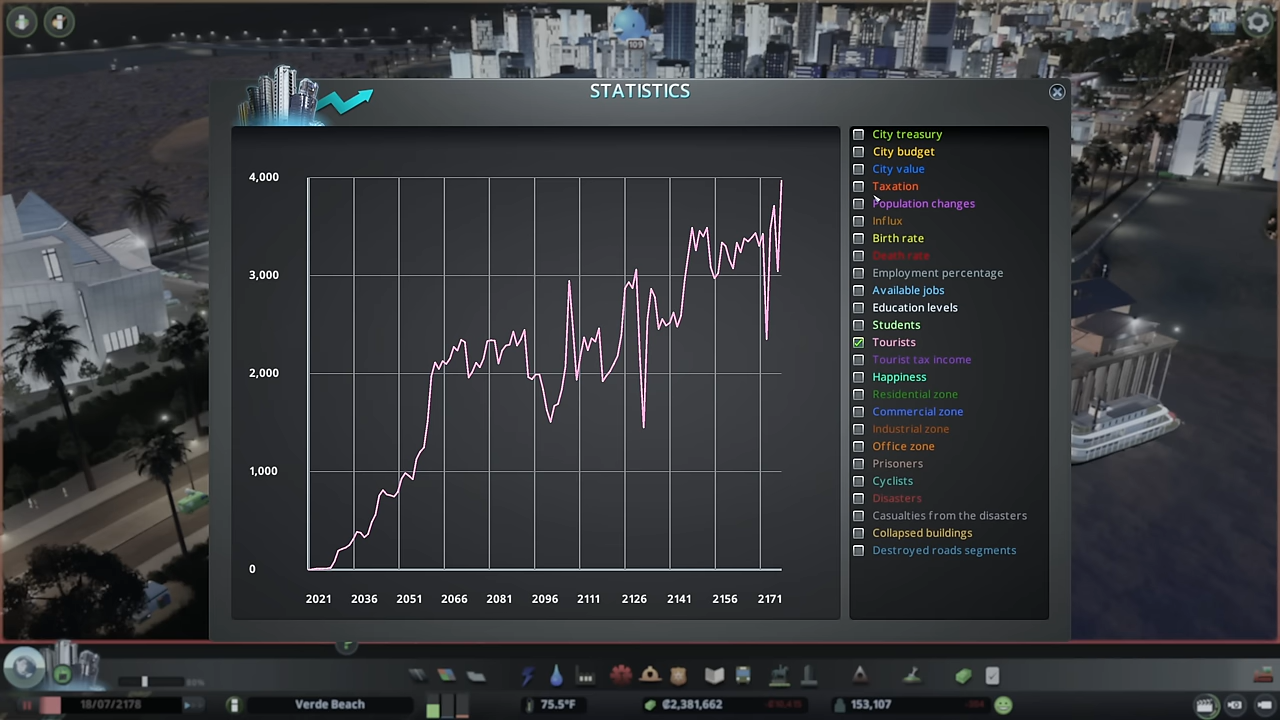 109
STATISTICS
City treasury
City budget
City value
Taxation
Population changes
Influx
Birth rate
Death rate
Employment percentage
Available jobs
Education levels
Students
Tourists
Tourist tax income
Happiness
Residential zone
Commercial zone
Industrial zone
Office zone
Prisoners
Cyclists
Disasters
Casualties from the disasters
Collapsed buildings
Destroyed roads segments
4,000
3,000
2,000
1,000
0
2021 2036 2051 2066 2081 2096 2111 2126 2141 2156 2171
18/07/2178 Verde Beach 75.5°F ₡2,381,662 153,107